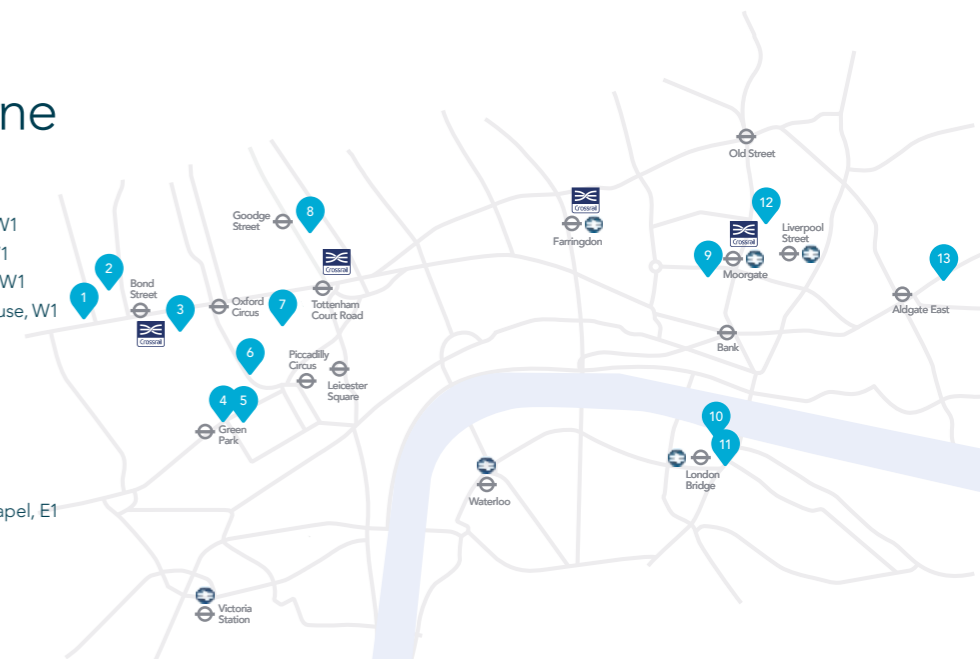 ne
W1
W1
W1
use, W1
apel, E1
Old Street
12
Crossrail
Farringdon
Goodge
Street
8
Crossrail
Liverpool
Street
9
Moorgate
13
Aldgate East
Crossrail
2
1
Bond
Street
Crossrail
3
Oxford
Circus
7
Tottenham
Court Road
Bank
6
Piccadilly
Circus
Leicester
Square
4
5
Green
Park
10
11
London
Bridge
Waterloo
Victoria
Station